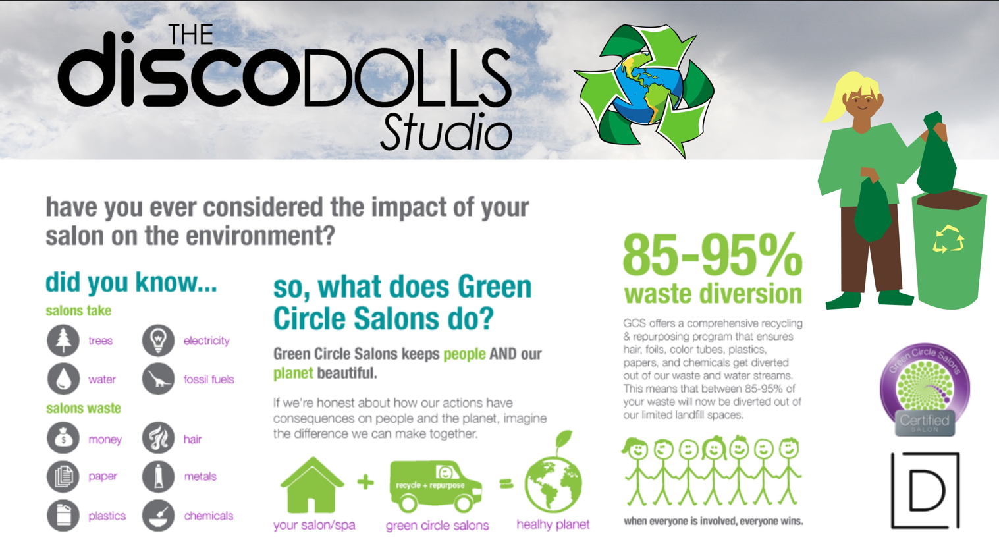 THE
discoDOLLS
Studio
have you ever considered the impact of your
salon on the environment?
did you know...
salons take
trees
electricity
water
fossil fuels
salons waste
money
$
hair
paper
metals
plastics
chemicals
so, what does Green
Circle Salons do?
Green Circle Salons keeps people AND our
planet beautiful.
If we're honest about how our actions have
consequences on people and the planet, imagine
the difference we can make together.
recycle + repurpose
+
=
your salon/spa
green circle salons
healhy planet
85-95%
waste diversion
GCS offers a comprehensive recycling
& repurposing program that ensures
hair, foils, color tubes, plastics,
papers, and chemicals get diverted
out of our waste and water streams.
This means that between 85-95% of
your waste will now be diverted out of
our limited landfill spaces.
when everyone is involved, everyone wins.
Green Circle Salons
Certified
SALON
D